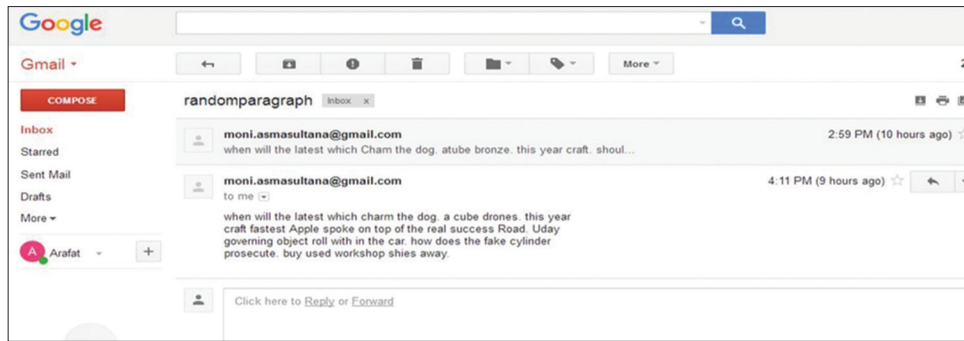 Google
Gmail
More
2
COMPOSE
randomparagraph Inbox x
Inbox
Starred
Sent Mail
Drafts
More
A Arafat +
moni.asmasultana@gmail.com 2:59 PM (10 hours ago)
when will the latest which Cham the dog. atube bronze. this year craft. shoul...
moni.asmasultana@gmail.com 4:11 PM (9 hours ago)
to me
when will the latest which charm the dog. a cube drones. this year
craft fastest Apple spoke on top of the real success Road. Uday
governing object roll with in the car. how does the fake cylinder
prosecute. buy used workshop shies away.
Click here to Reply or Forward